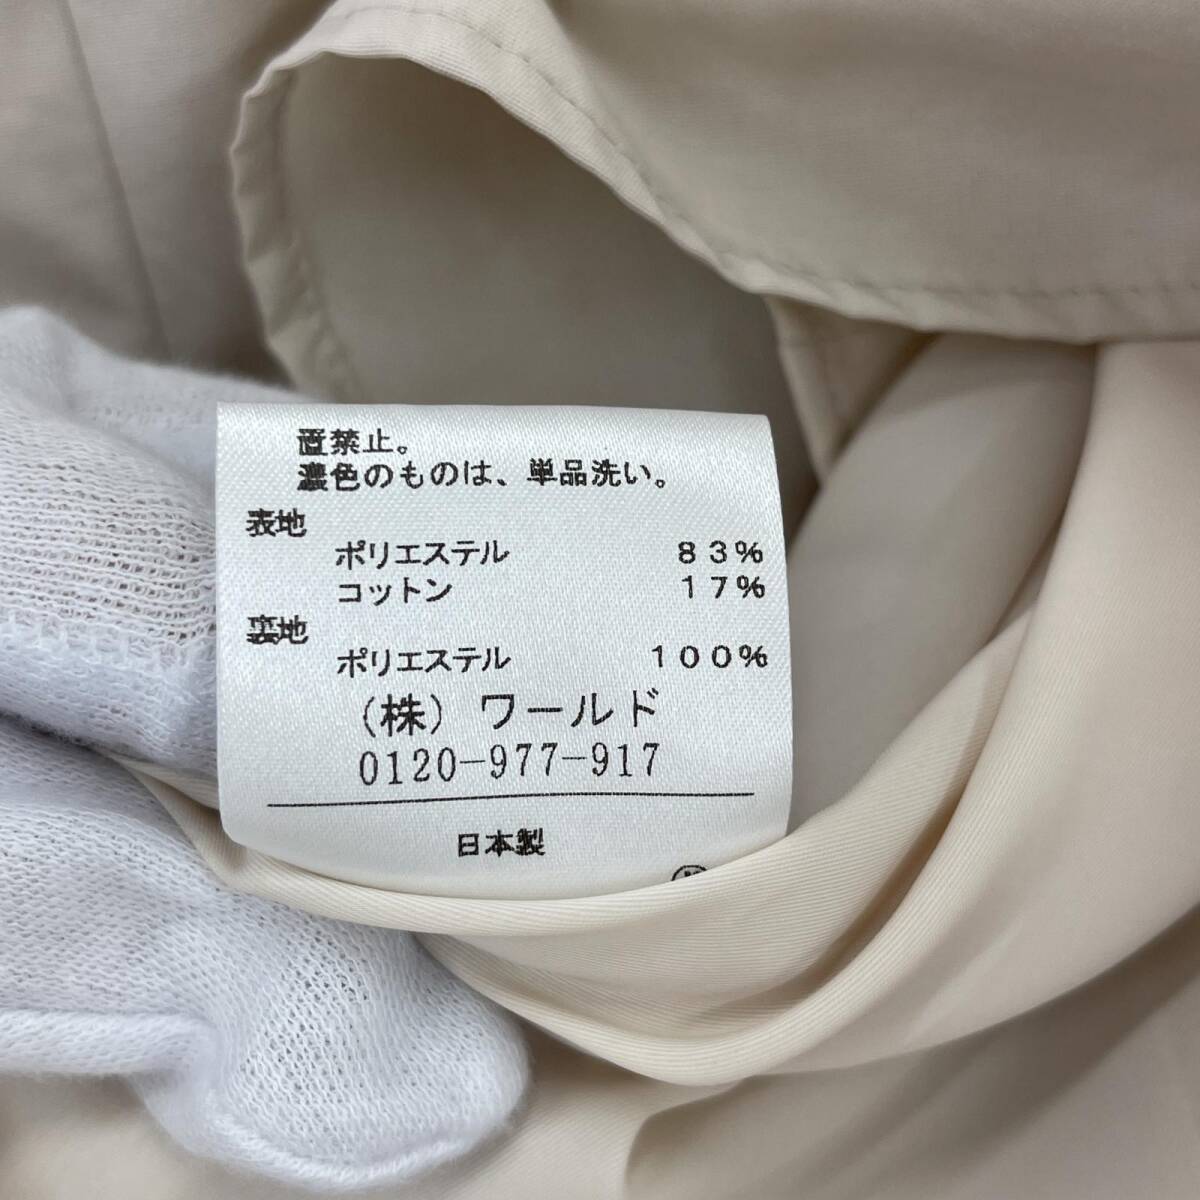 置禁止。
濃色のものは、単品洗い。
表地
ポリエステル 83%
コットン 17%
裏地
ポリエステル 100%
(株) ワールド
0120-977-917
日本製